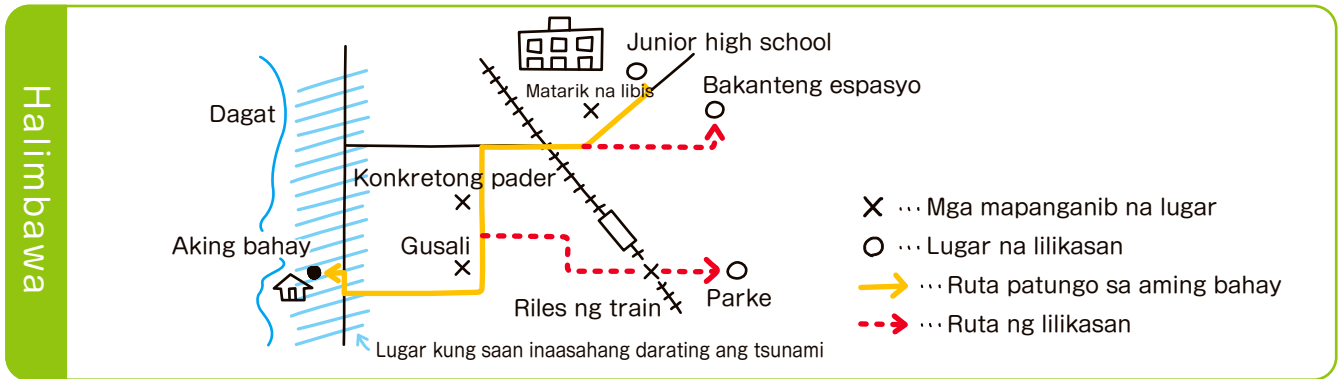 Halimbawa
Junior high school
Matarik na libis
Bakanteng espasyo
Dagat
Konkretong pader
Aking bahay
Gusali
Riles ng train
Parke
Lugar kung saan inaasahang darating ang tsunami
× … Mga mapanganib na lugar
○ … Lugar na lilikasan
… Ruta patungo sa aming bahay
… Ruta ng lilikasan